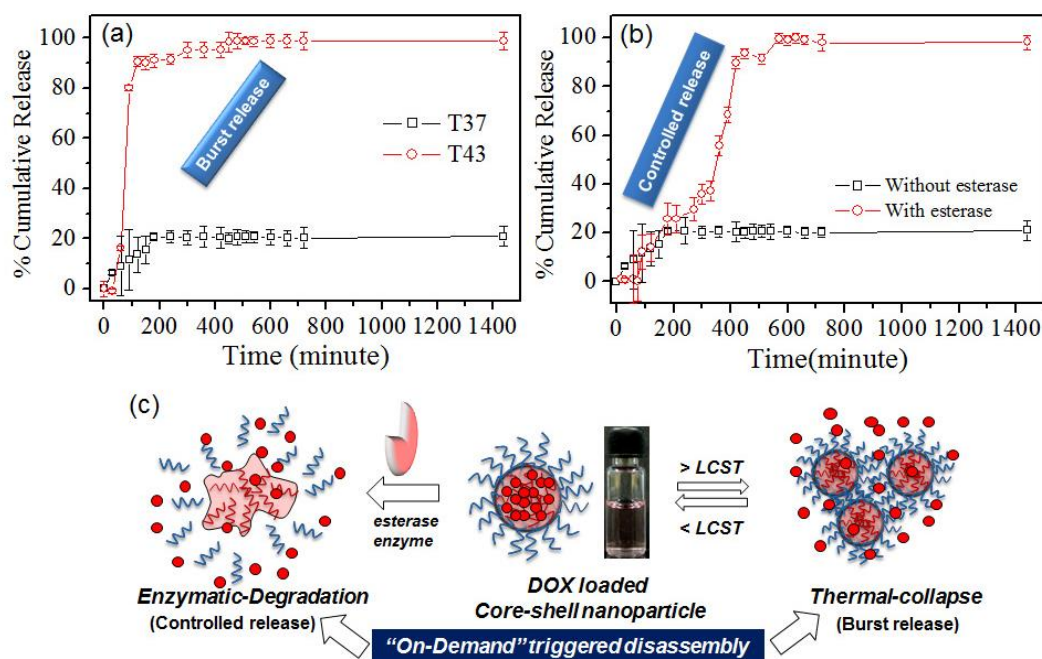 (a)
% Cumulative Release
100
80
60
40
20
0
Burst release
T37
T43
0 200 400 600 800 1000 1200 1400
Time (minute)
(b)
% Cumulative Release
100
80
60
40
20
0
Controlled release
Without esterase
With esterase
0 200 400 600 800 1000 1200 1400
Time(minute)
(c)
esterase
enzyme
> LCST
< LCST
Enzymatic-Degradation
(Controlled release)
DOX loaded
Core-shell nanoparticle
Thermal-collapse
(Burst release)
“On-Demand” triggered disassembly